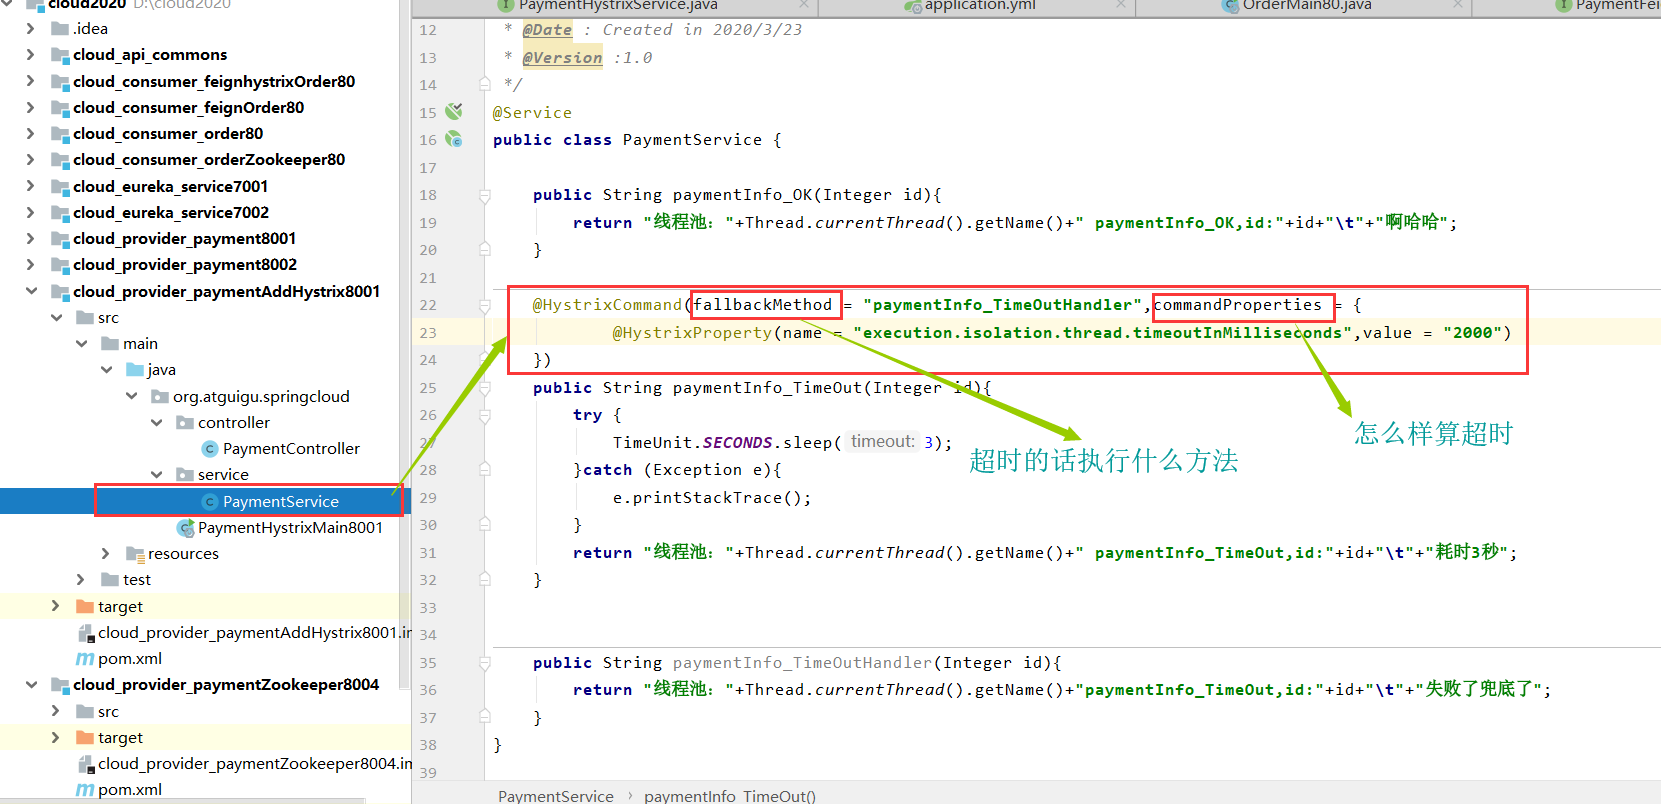 cloud2020 D:\cloud2020
.idea
cloud_api_commons
cloud_consumer_feignhystrixOrder80
cloud_consumer_feignOrder80
cloud_consumer_order80
cloud_consumer_orderZookeeper80
cloud_eureka_service7001
cloud_eureka_service7002
cloud_provider_payment8001
cloud_provider_payment8002
cloud_provider_paymentAddHystrix8001
src
main
java
org.atguigu.springcloud
controller
PaymentController
service
PaymentService
PaymentHystrixMain8001
resources
test
target
cloud_provider_paymentAddHystrix8001.im
pom.xml
cloud_provider_paymentZookeeper8004
src
target
cloud_provider_paymentZookeeper8004.im
pom.xml
PaymentHystrixService.java application.yml OrderMain80.java PaymentFei
12 * @Date : Created in 2020/3/23
13 * @Version :1.0
14 */
15 @Service
16 public class PaymentService {
17
18 public String paymentInfo_OK(Integer id){
19 return "线程池: "+Thread.currentThread().getName()+" paymentInfo_OK,id:"+id+"\t"+"啊哈哈";
20 }
21
22 @HystrixCommand(fallbackMethod = "paymentInfo_TimeOutHandler",commandProperties = {
23 @HystrixProperty(name = "execution.isolation.thread.timeoutInMilliseconds",value = "2000")
24 })
25 public String paymentInfo_TimeOut(Integer id){
26 try {
27 TimeUnit.SECONDS.sleep( timeout: 3);
28 }catch (Exception e){
29 e.printStackTrace();
30 }
31 return "线程池: "+Thread.currentThread().getName()+" paymentInfo_TimeOut,id:"+id+"\t"+"耗时3秒";
32 }
33
34
35 public String paymentInfo_TimeOutHandler(Integer id){
36 return "线程池: "+Thread.currentThread().getName()+"paymentInfo_TimeOut,id:"+id+"\t"+"失败了兜底了";
37 }
38 }
39
怎么样算超时
超时的话执行什么方法
PaymentService › paymentInfo_TimeOut()